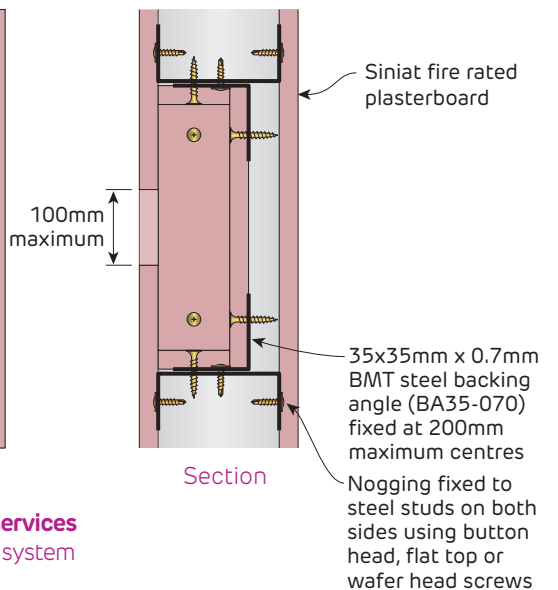 Siniat fire rated
plasterboard
100mm
maximum
35x35mm x 0.7mm
BMT steel backing
angle (BA35-070)
fixed at 200mm
maximum centres
Section
Nogging fixed to
steel studs on both
sides using button
head, flat top or
wafer head screws
ervices
system